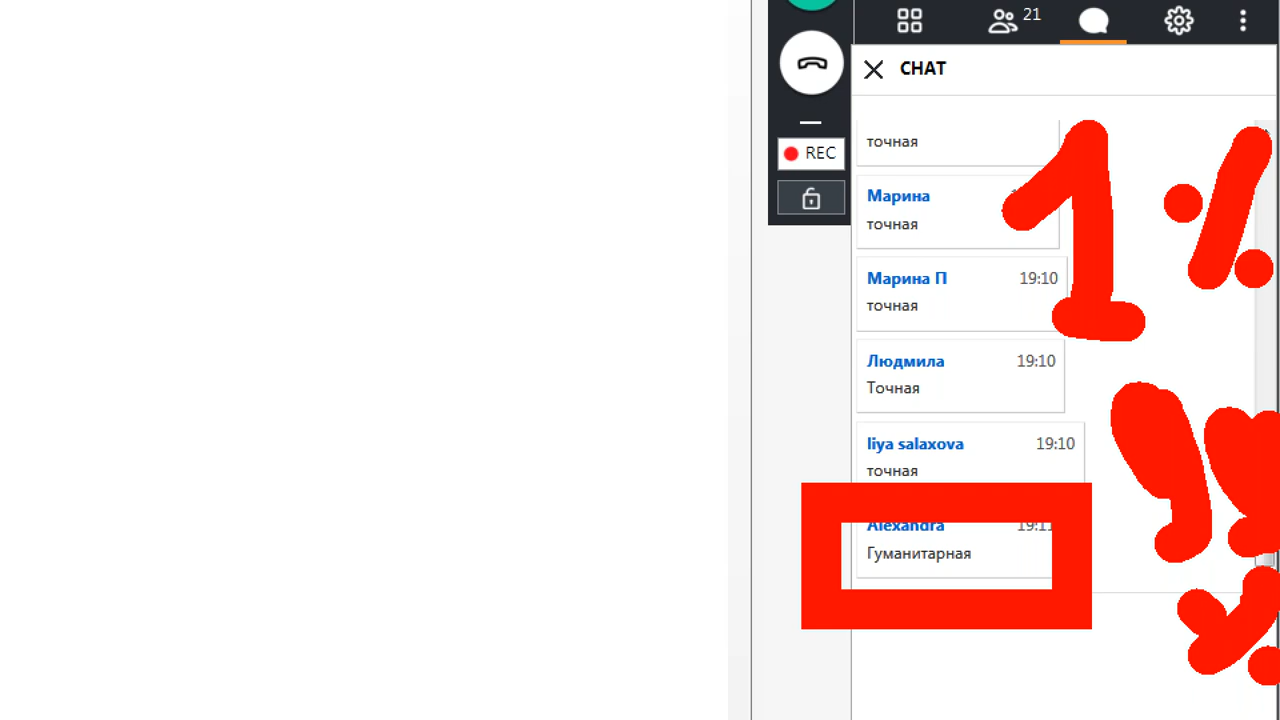 21
CHAT
REC
точная
Марина
точная
Марина П 19:10
точная
Людмила 19:10
Точная
liya salaxova 19:10
точная
Alexandra
Гуманитарная
1%